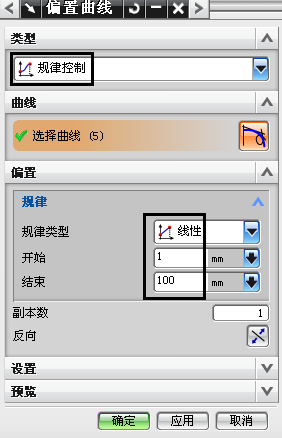 偏置曲线
类型
规律控制
曲线
选择曲线 (5)
偏置
规律
规律类型 线性
开始 1 mm
结束 100 mm
副本数 1
反向
设置
预览
确定 应用 取消